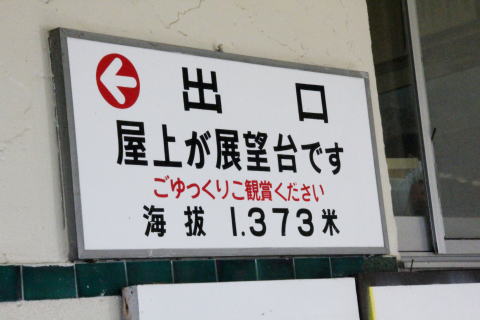 出口
屋上が展望台です
ごゆっくりご観賞ください
海抜 1.373米